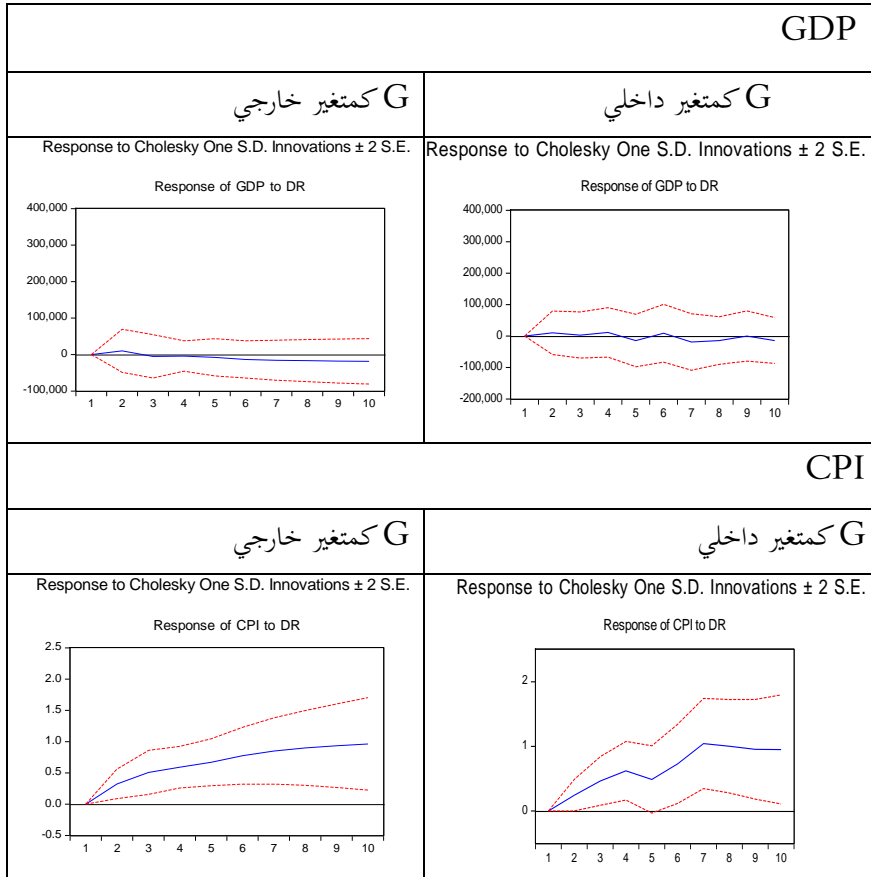 GDP
G كمتغير داخلي
G كمتغير خارجي
Response to Cholesky One S.D. Innovations ± 2 S.E.
Response of GDP to DR
400,000
300,000
200,000
100,000
0
-100,000
-200,000
1 2 3 4 5 6 7 8 9 10
Response to Cholesky One S.D. Innovations ± 2 S.E.
Response of GDP to DR
400,000
300,000
200,000
100,000
0
-100,000
1 2 3 4 5 6 7 8 9 10
CPI
G كمتغير داخلي
G كمتغير خارجي
Response to Cholesky One S.D. Innovations ± 2 S.E.
Response of CPI to DR
2
1
0
1 2 3 4 5 6 7 8 9 10
Response to Cholesky One S.D. Innovations ± 2 S.E.
Response of CPI to DR
2.5
2.0
1.5
1.0
0.5
0.0
-0.5
1 2 3 4 5 6 7 8 9 10